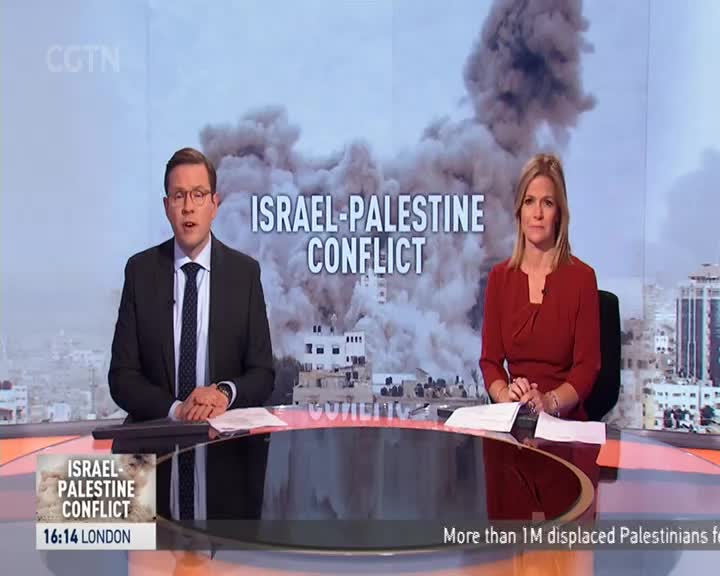 CGTN
ISRAEL-PALESTINE
CONFLICT
ISRAEL-
PALESTINE
CONFLICT
16:14 LONDON
More than 1M displaced Palestinians